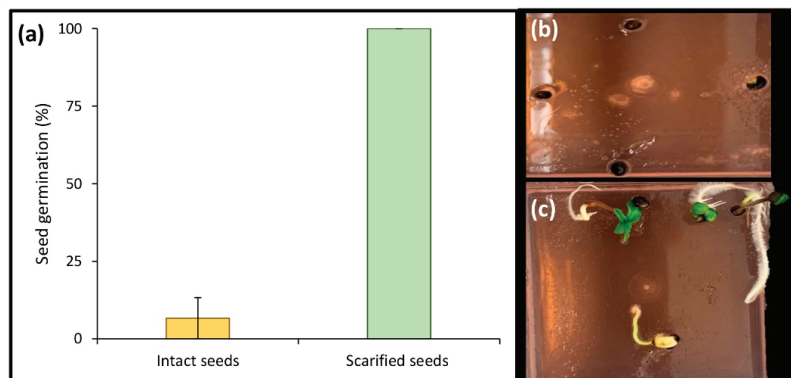 (a)
100
75
50
25
0
Seed germination (%)
Intact seeds
Scarified seeds
(b)
(c)